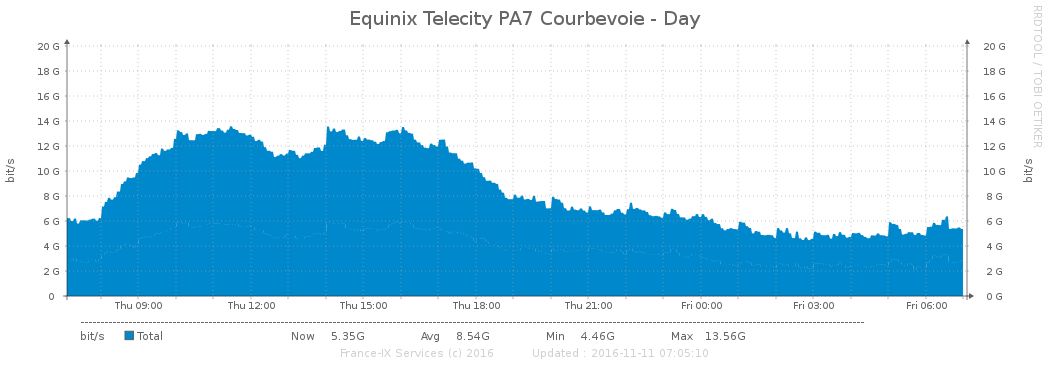 Equinix Telecity PA7 Courbevoie - Day
RRDTOOL / TOBI OETIKER
20 G 20 G
18 G 18 G
16 G 16 G
14 G 14 G
12 G 12 G
10 G 10 G
8 G 8 G
6 G 6 G
4 G 4 G
2 G 2 G
0 0 G
bit/s bit/s
Thu 09:00 Thu 12:00 Thu 15:00 Thu 18:00 Thu 21:00 Fri 00:00 Fri 03:00 Fri 06:00
bit/s Total Now 5.35G Avg 8.54G Min 4.46G Max 13.56G
France-IX Services (c) 2016 Updated : 2016-11-11 07:05:10